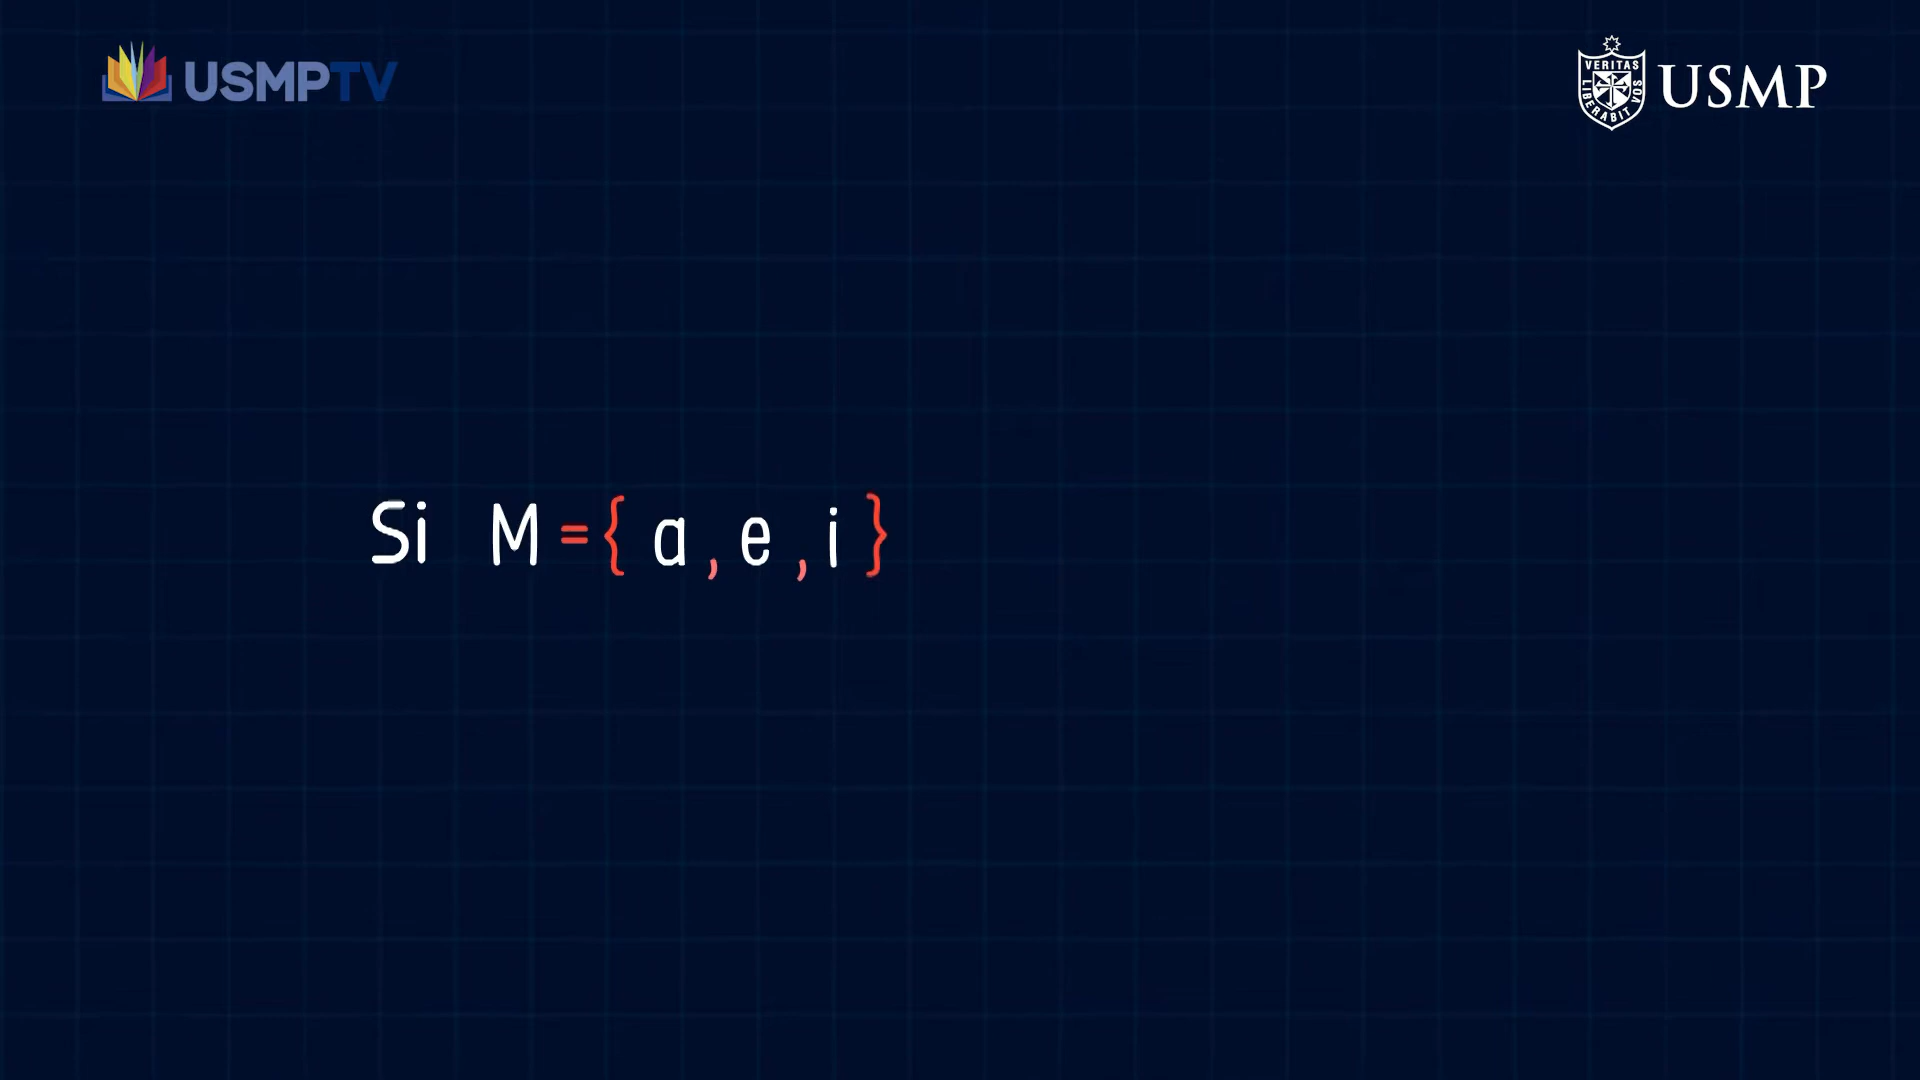 USMPTV
VERITAS
LIBERABIT VOS
USMP
Si M = { a , e , i }